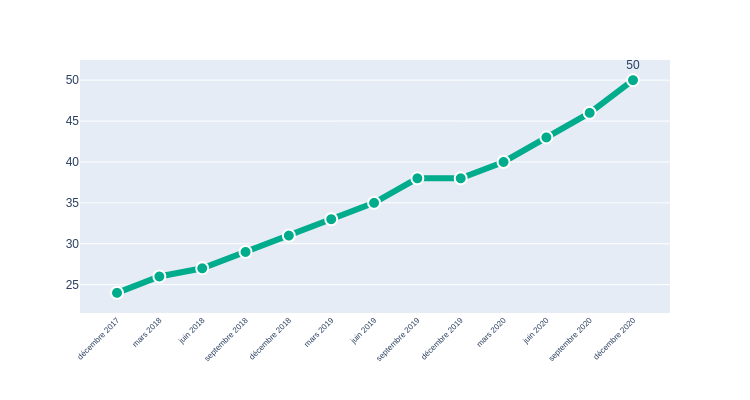 50
50
45
40
35
30
25
décembre 2017
mars 2018
juin 2018
septembre 2018
décembre 2018
mars 2019
juin 2019
septembre 2019
décembre 2019
mars 2020
juin 2020
septembre 2020
décembre 2020